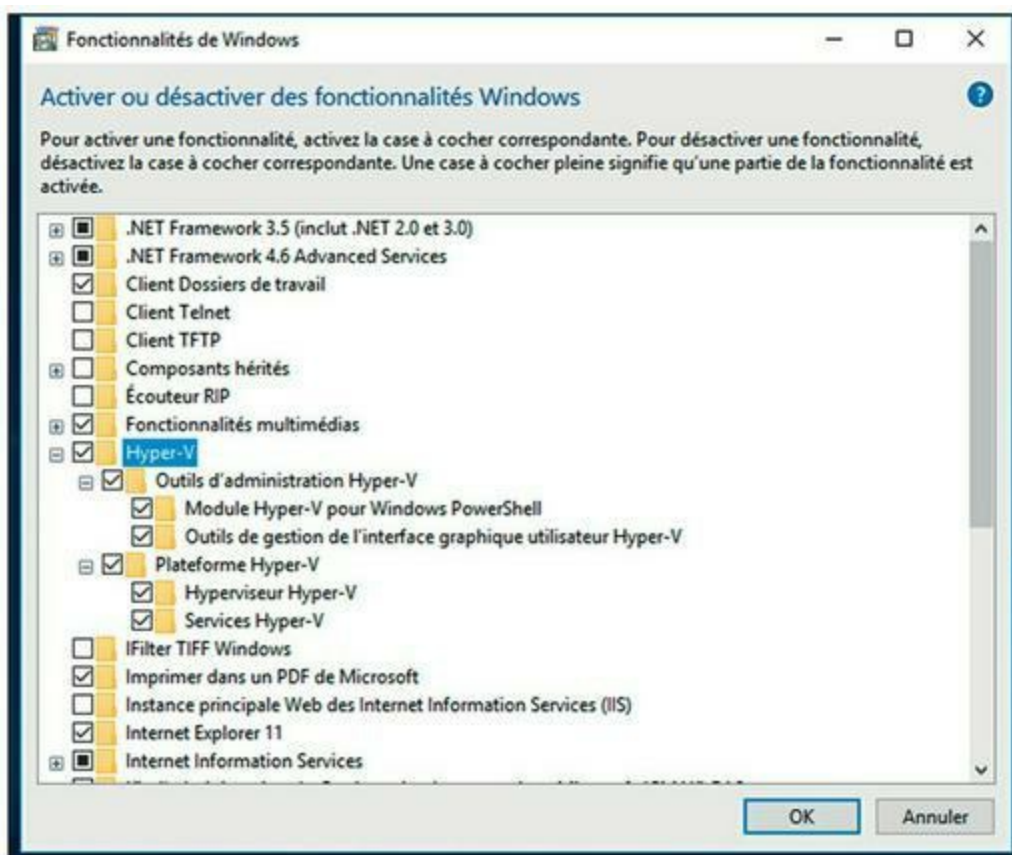 Fonctionnalités de Windows
Activer ou désactiver des fonctionnalités Windows
Pour activer une fonctionnalité, activez la case à cocher correspondante. Pour désactiver une fonctionnalité,
désactivez la case à cocher correspondante. Une case à cocher pleine signifie qu'une partie de la fonctionnalité est
activée.
.NET Framework 3.5 (inclut .NET 2.0 et 3.0)
.NET Framework 4.6 Advanced Services
Client Dossiers de travail
Client Telnet
Client TFTP
Composants hérités
Écouteur RIP
Fonctionnalités multimédias
Hyper-V
Outils d'administration Hyper-V
Module Hyper-V pour Windows PowerShell
Outils de gestion de l'interface graphique utilisateur Hyper-V
Plateforme Hyper-V
Hyperviseur Hyper-V
Services Hyper-V
IFilter TIFF Windows
Imprimer dans un PDF de Microsoft
Instance principale Web des Internet Information Services (IIS)
Internet Explorer 11
Internet Information Services
OK
Annuler